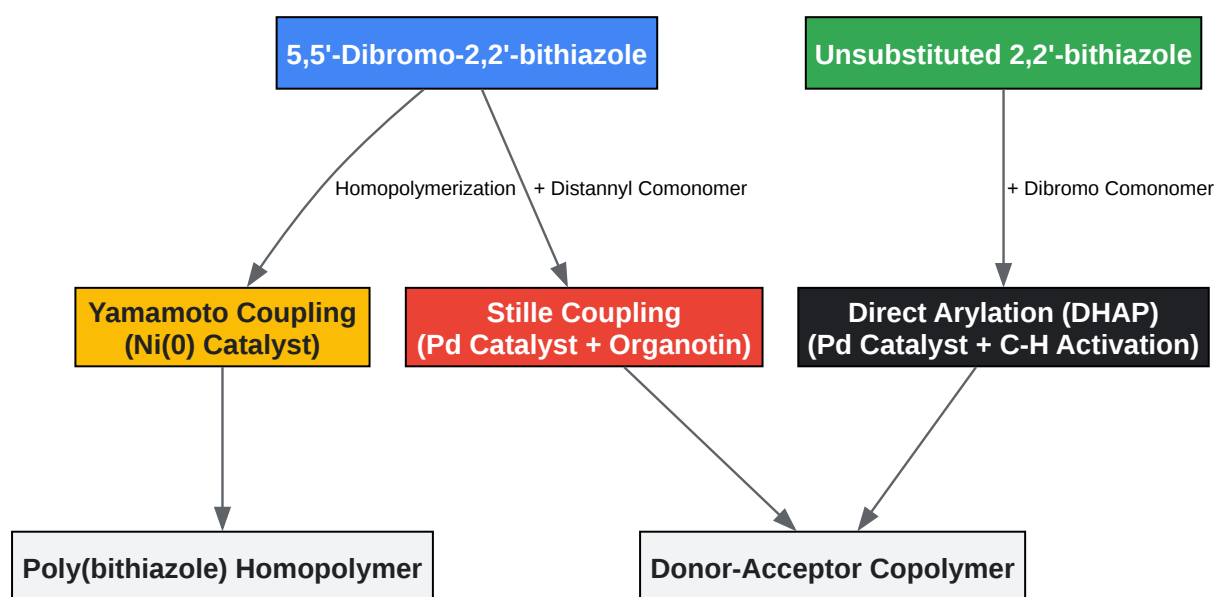 5,5'-Dibromo-2,2'-bithiazole
Unsubstituted 2,2'-bithiazole
Homopolymerization
+ Distannyl Comonomer
+ Dibromo Comonomer
Yamamoto Coupling
(Ni(0) Catalyst)
Stille Coupling
(Pd Catalyst + Organotin)
Direct Arylation (DHAP)
(Pd Catalyst + C-H Activation)
Poly(bithiazole) Homopolymer
Donor-Acceptor Copolymer